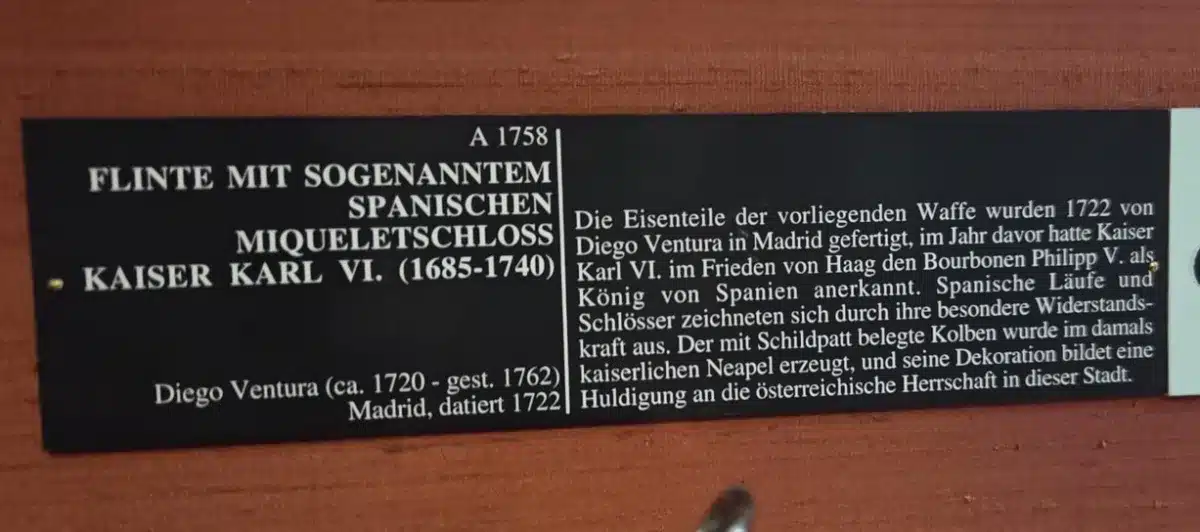 A 1758
FLINTE MIT SOGENANNTEM
SPANISCHEN
MIQUELETSCHLOSS
KAISER KARL VI. (1685-1740)
Diego Ventura (ca. 1720 - gest. 1762)
Madrid, datiert 1722
Die Eisenteile der vorliegenden Waffe wurden 1722 von
Diego Ventura in Madrid gefertigt, im Jahr davor hatte Kaiser
Karl VI. im Frieden von Haag den Bourbonen Philipp V. als
König von Spanien anerkannt. Spanische Läufe und
Schlösser zeichneten sich durch ihre besondere Widerstands-
kraft aus. Der mit Schildpatt belegte Kolben wurde im damals
kaiserlichen Neapel erzeugt, und seine Dekoration bildet eine
Huldigung an die österreichische Herrschaft in dieser Stadt.